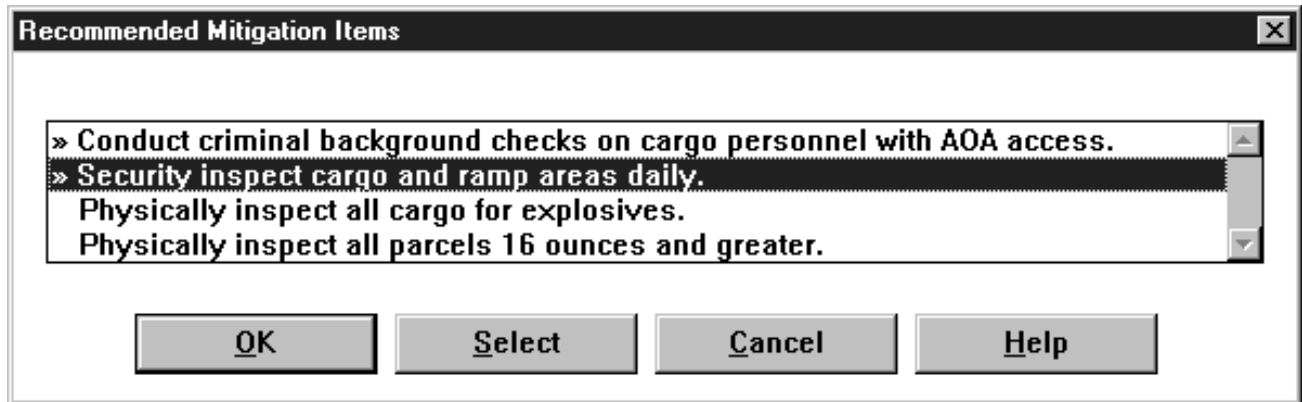 Recommended Mitigation Items
» Conduct criminal background checks on cargo personnel with AOA access.
» Security inspect cargo and ramp areas daily.
Physically inspect all cargo for explosives.
Physically inspect all parcels 16 ounces and greater.
OK Select Cancel Help